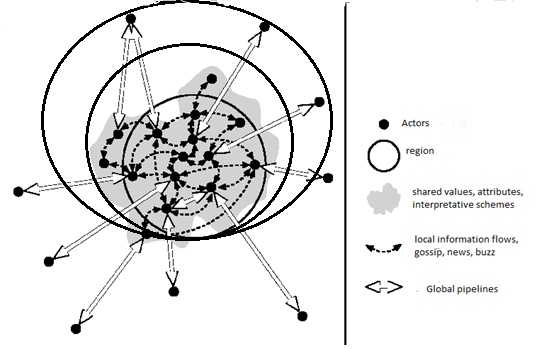 Actors
region
shared values, attributes,
interpretative schemes
local information flows,
gossip, news, buzz
Global pipelines